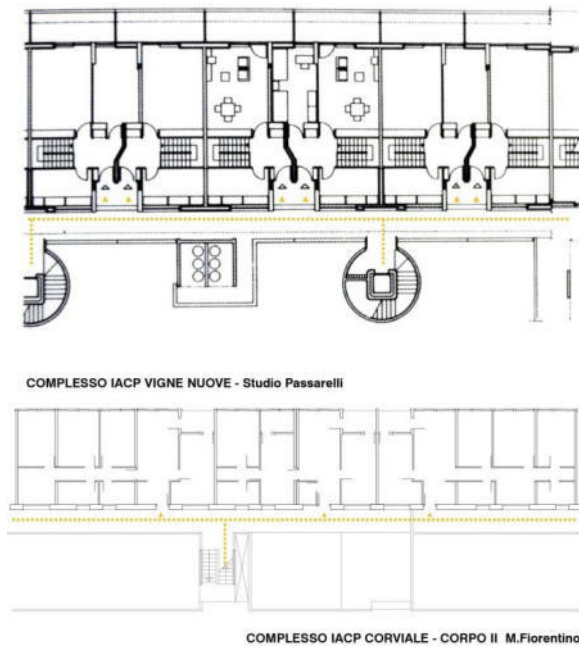 COMPLESSO IACP VIGNE NUOVE - Studio Passarelli
COMPLESSO IACP CORVIALE - CORPO II M.Fiorentino